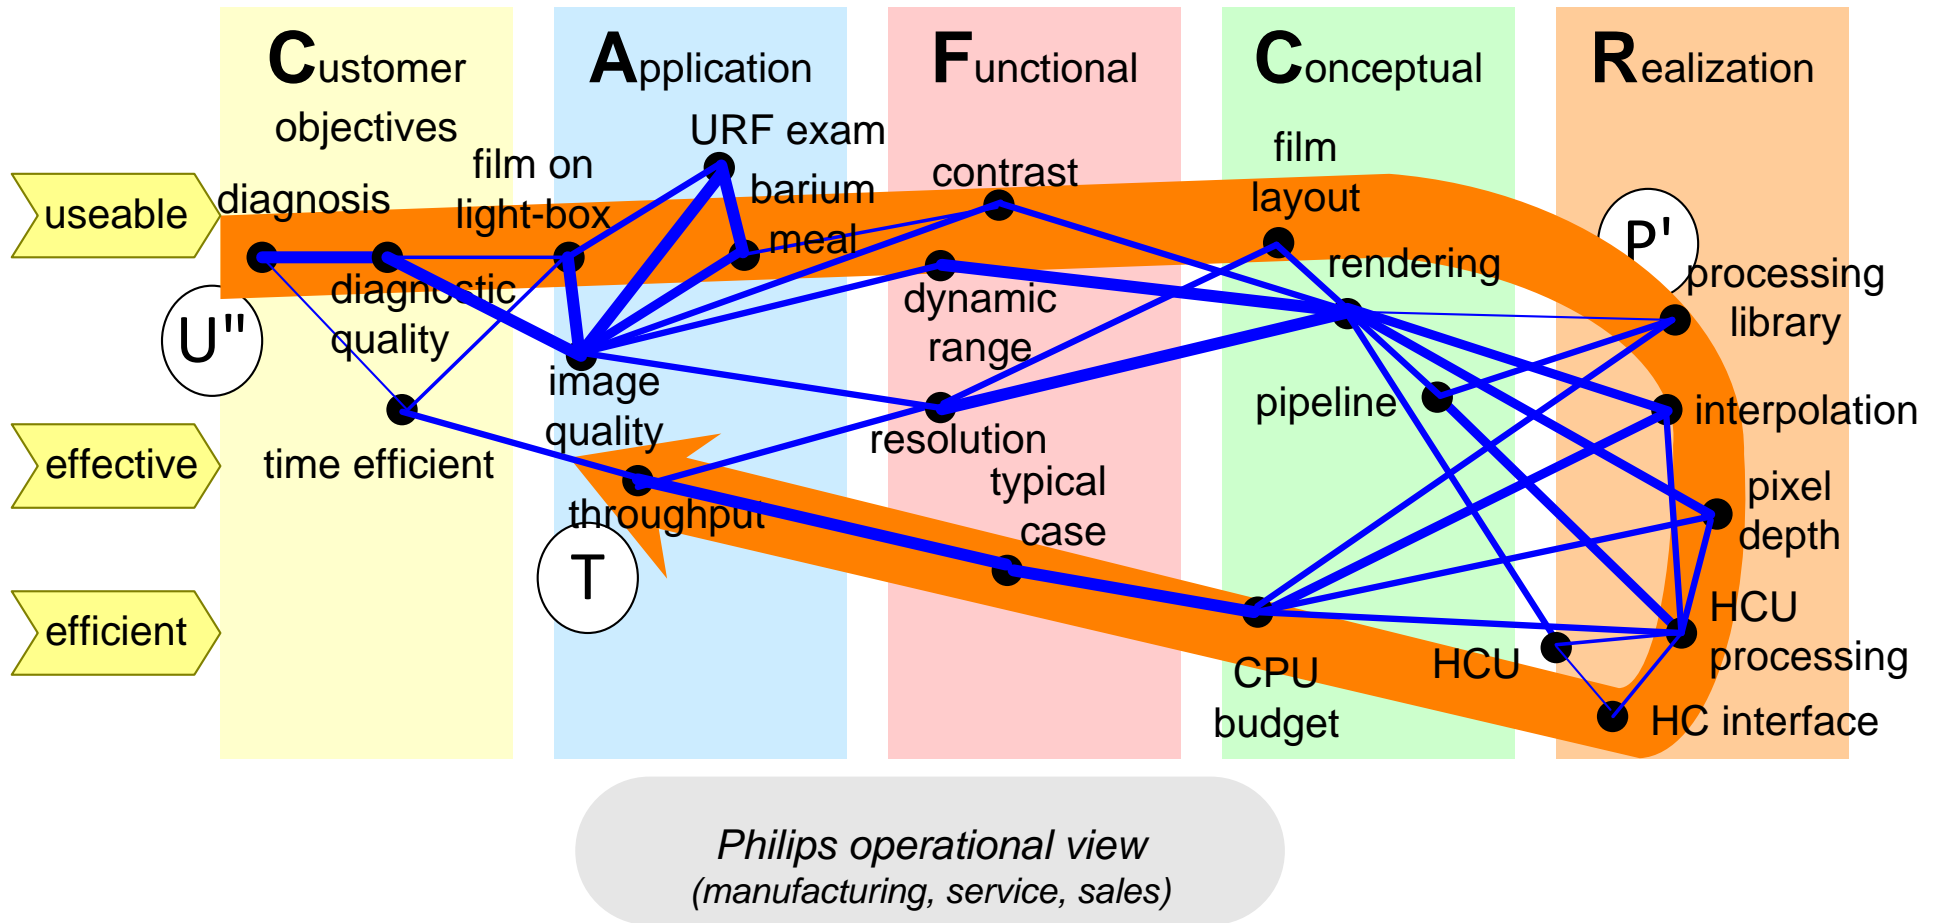 Customer
objectives
Application
Functional
Conceptual
Realization
useable
effective
efficient
diagnosis
film on
light-box
diagnostic
quality
time efficient
U"
URF exam
barium
meal
image
quality
throughput
T
contrast
dynamic
range
resolution
typical
case
film
layout
rendering
pipeline
CPU
budget
HCU
P'
processing
library
interpolation
pixel
depth
HCU
processing
HC interface
Philips operational view
(manufacturing, service, sales)